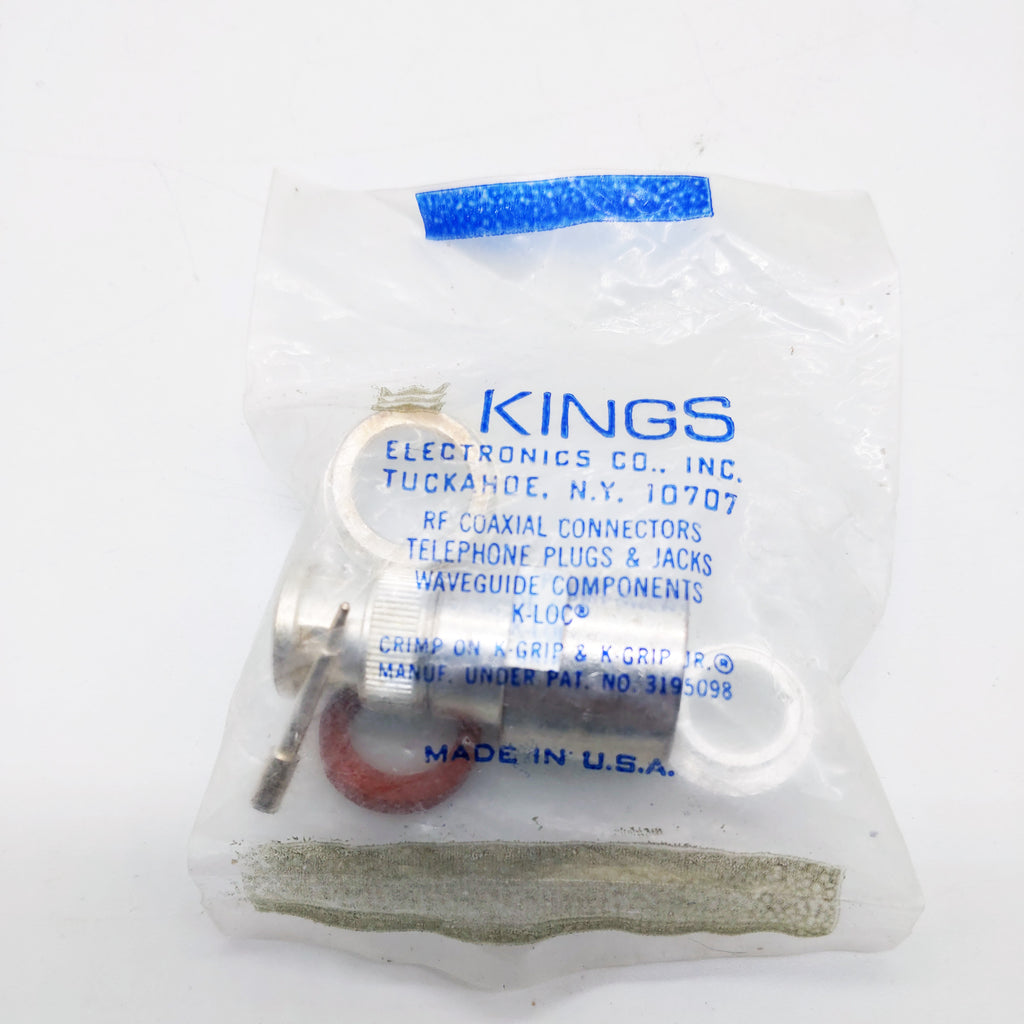 KINGS
ELECTRONICS CO., INC.
TUCKAHOE, N.Y. 10707
RF COAXIAL CONNECTORS
TELEPHONE PLUGS & JACKS
WAVEGUIDE COMPONENTS
K-LOC®
CRIMP ON K-GRIP & K-GRIP JR.®
MANUF. UNDER PAT. NO. 3195098
MADE IN U.S.A.